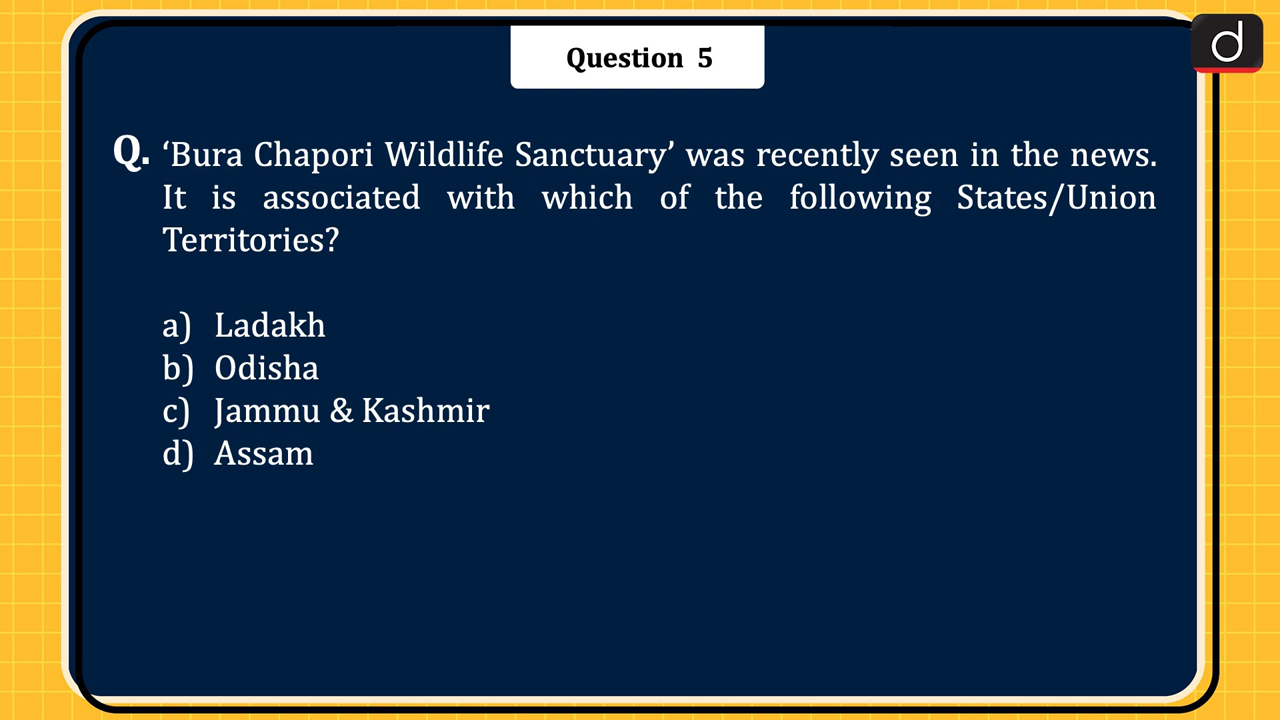 Question 5
d
Q. ‘Bura Chapori Wildlife Sanctuary’ was recently seen in the news.
It is associated with which of the following States/Union
Territories?
a) Ladakh
b) Odisha
c) Jammu & Kashmir
d) Assam